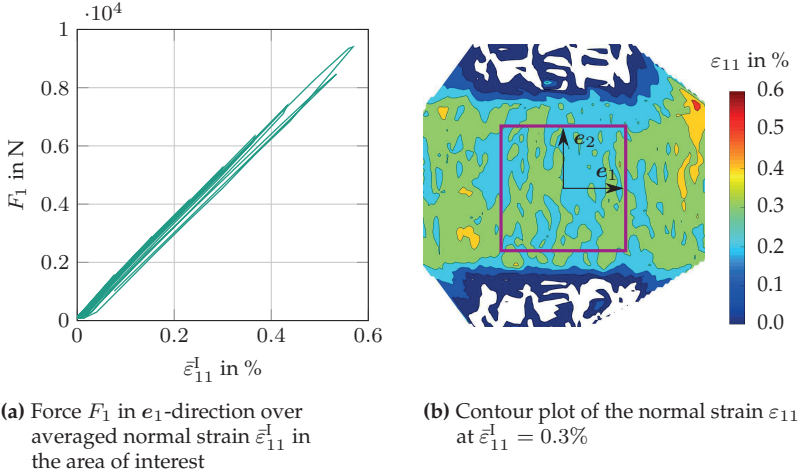 ·10⁴
1
0.8
0.6
0.4
0.2
0
0 0.2 0.4 0.6
F₁ in N
ε̄ᴵ₁₁ in %
ε₁₁ in %
0.6
0.5
0.4
0.3
0.2
0.1
0.0
e₂
e₁
(a) Force F₁ in e₁-direction over
averaged normal strain ε̄ᴵ₁₁ in
the area of interest
(b) Contour plot of the normal strain ε₁₁
at ε̄ᴵ₁₁ = 0.3%